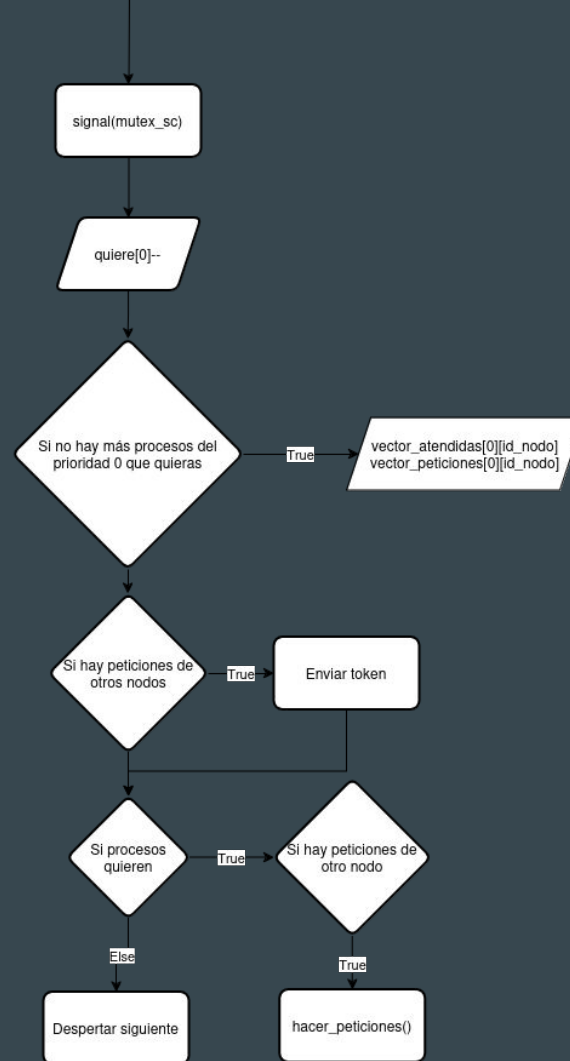 signal(mutex_sc)
quiere[0]--
Si no hay más procesos del
prioridad 0 que quieras
True
vector_atendidas[0][id_nodo]
vector_peticiones[0][id_nodo]
Si hay peticiones de
otros nodos
True
Enviar token
Si procesos
quieren
True
Si hay peticiones de
otro nodo
Else
True
Despertar siguiente
hacer_peticiones()